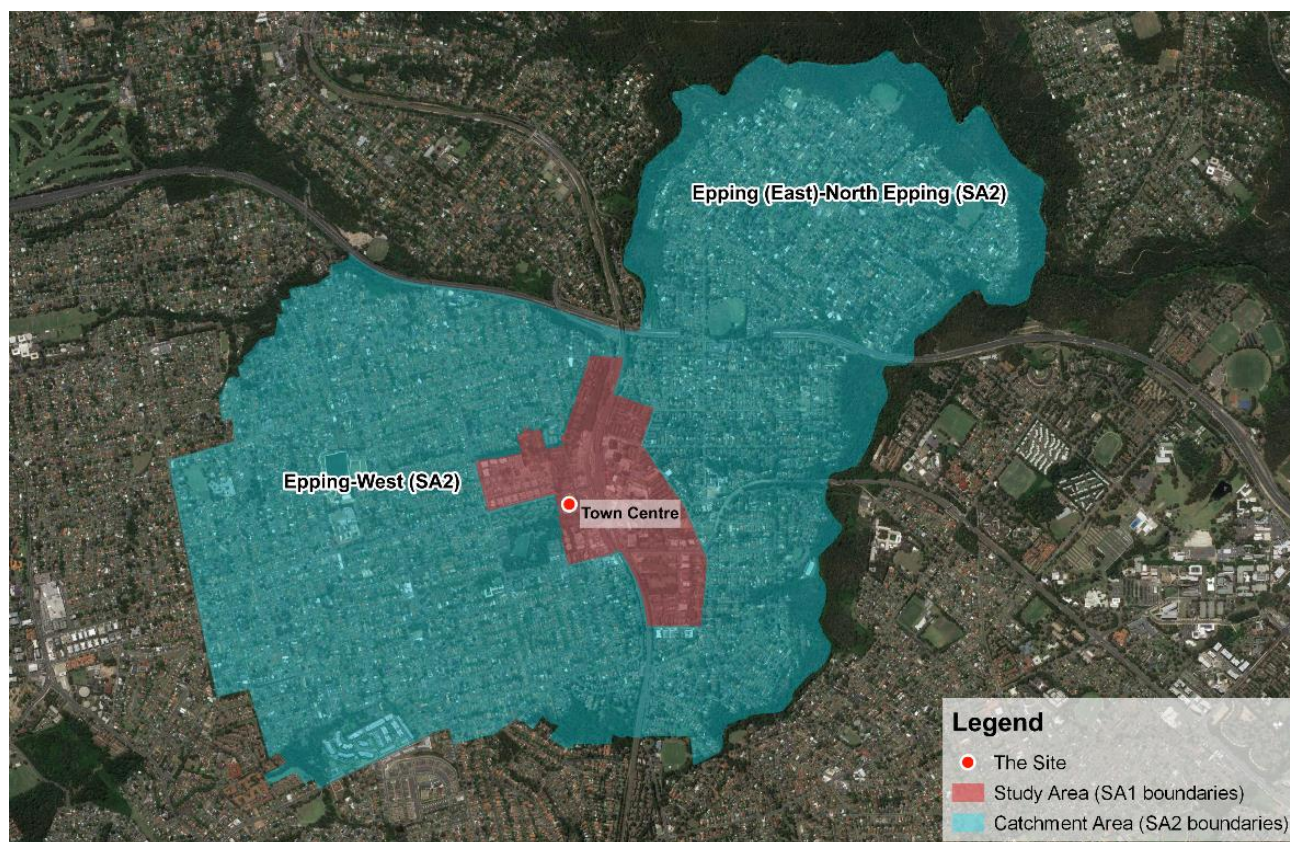 Epping (East)-North Epping (SA2)
Epping-West (SA2)
Town Centre
Legend
The Site
Study Area (SA1 boundaries)
Catchment Area (SA2 boundaries)